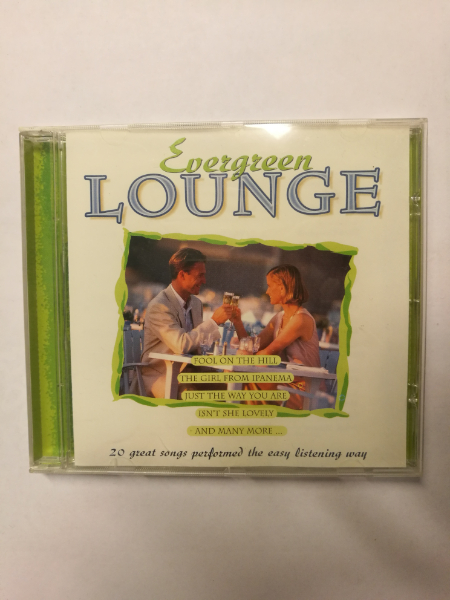 Evergreen
LOUNGE
FOOL ON THE HILL
THE GIRL FROM IPANEMA
JUST THE WAY YOU ARE
ISN'T SHE LOVELY
AND MANY MORE ...
20 great songs performed the easy listening way